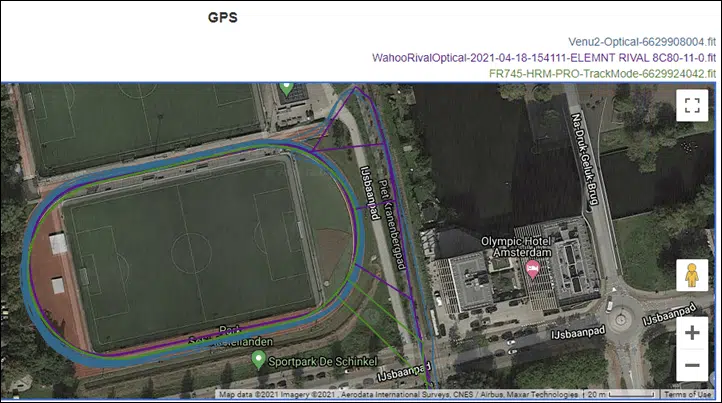 GPS
Venu2-Optical-6629908004.fit
WahooRivalOptical-2021-04-18-154111-ELEMNT RIVAL 8C80-11-0.fit
FR745-HRM-PRO-TrackMode-6629924042.fit
Na-Druk-Geluk-Brug
IJsbaanpad
Piet Kranenbergpad
Olympic Hotel
Amsterdam
IJsbaanpad
IJsbaanpad
Park
Sportpark De Schinkel
IJsbaanpad
Map data ©2021 Imagery ©2021 , Aerodata International Surveys, CNES / Airbus, Maxar Technologies
20 m
Terms of Use